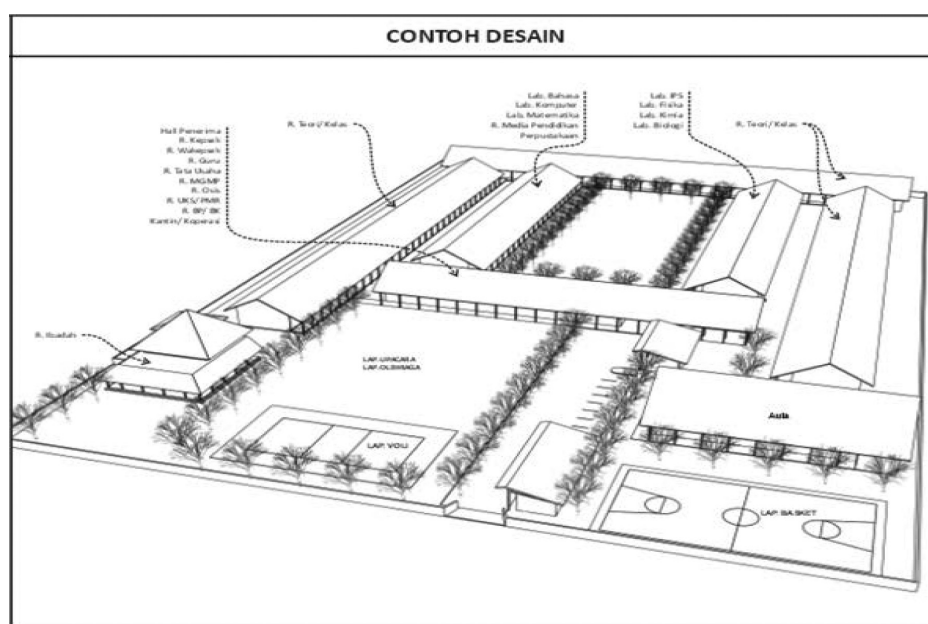 CONTOH DESAIN
Hall Penerima
R. Kepsek
R. Wakepsek
R. Guru
R. Tata Usaha
R. MGMP
R. Osis
R. UKS/ PMR
R. BP/ BK
Kantin/ Koperasi
R. Teori/ Kelas
Lab. Bahasa
Lab. Komputer
Lab. Matematika
R. Media Pendidikan
Perpustakaan
Lab. IPS
Lab. Fisika
Lab. Kimia
Lab. Biologi
R. Teori/ Kelas
R. Ibadah
LAP. UPACARA
LAP. OLAHRAGA
Aula
LAP. VOLI
LAP. BASKET